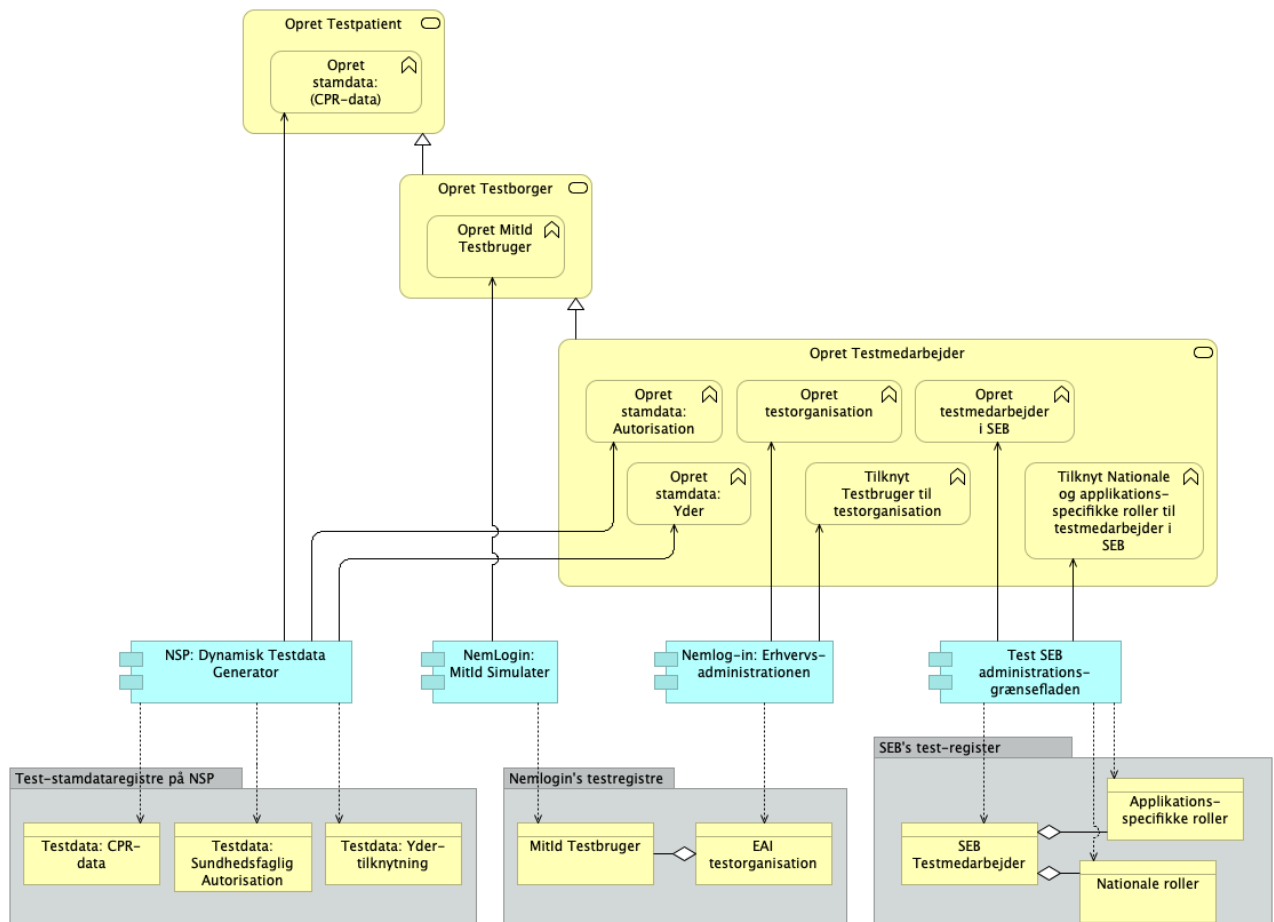 Opret Testpatient
Opret
stamdata:
(CPR-data)
Opret Testborger
Opret MitId
Testbruger
Opret Testmedarbejder
Opret
stamdata:
Autorisation
Opret
testorganisation
Opret
testmedarbejder
i SEB
Opret
stamdata:
Yder
Tilknyt
Testbruger til
testorganisation
Tilknyt Nationale
og applikations-
specifikke roller til
testmedarbejder i
SEB
NSP: Dynamisk Testdata
Generator
NemLogin:
MitId Simulater
Nemlog-in: Erhvervs-
administrationen
Test SEB
administrations-
grænsefladen
Test-stamdataregistre på NSP
Testdata: CPR-
data
Testdata:
Sundhedsfaglig
Autorisation
Testdata: Yder-
tilknytning
Nemlogin's testregistre
MitId Testbruger
EAI
testorganisation
SEB's test-register
SEB
Testmedarbejder
Applikations-
specifikke roller
Nationale roller